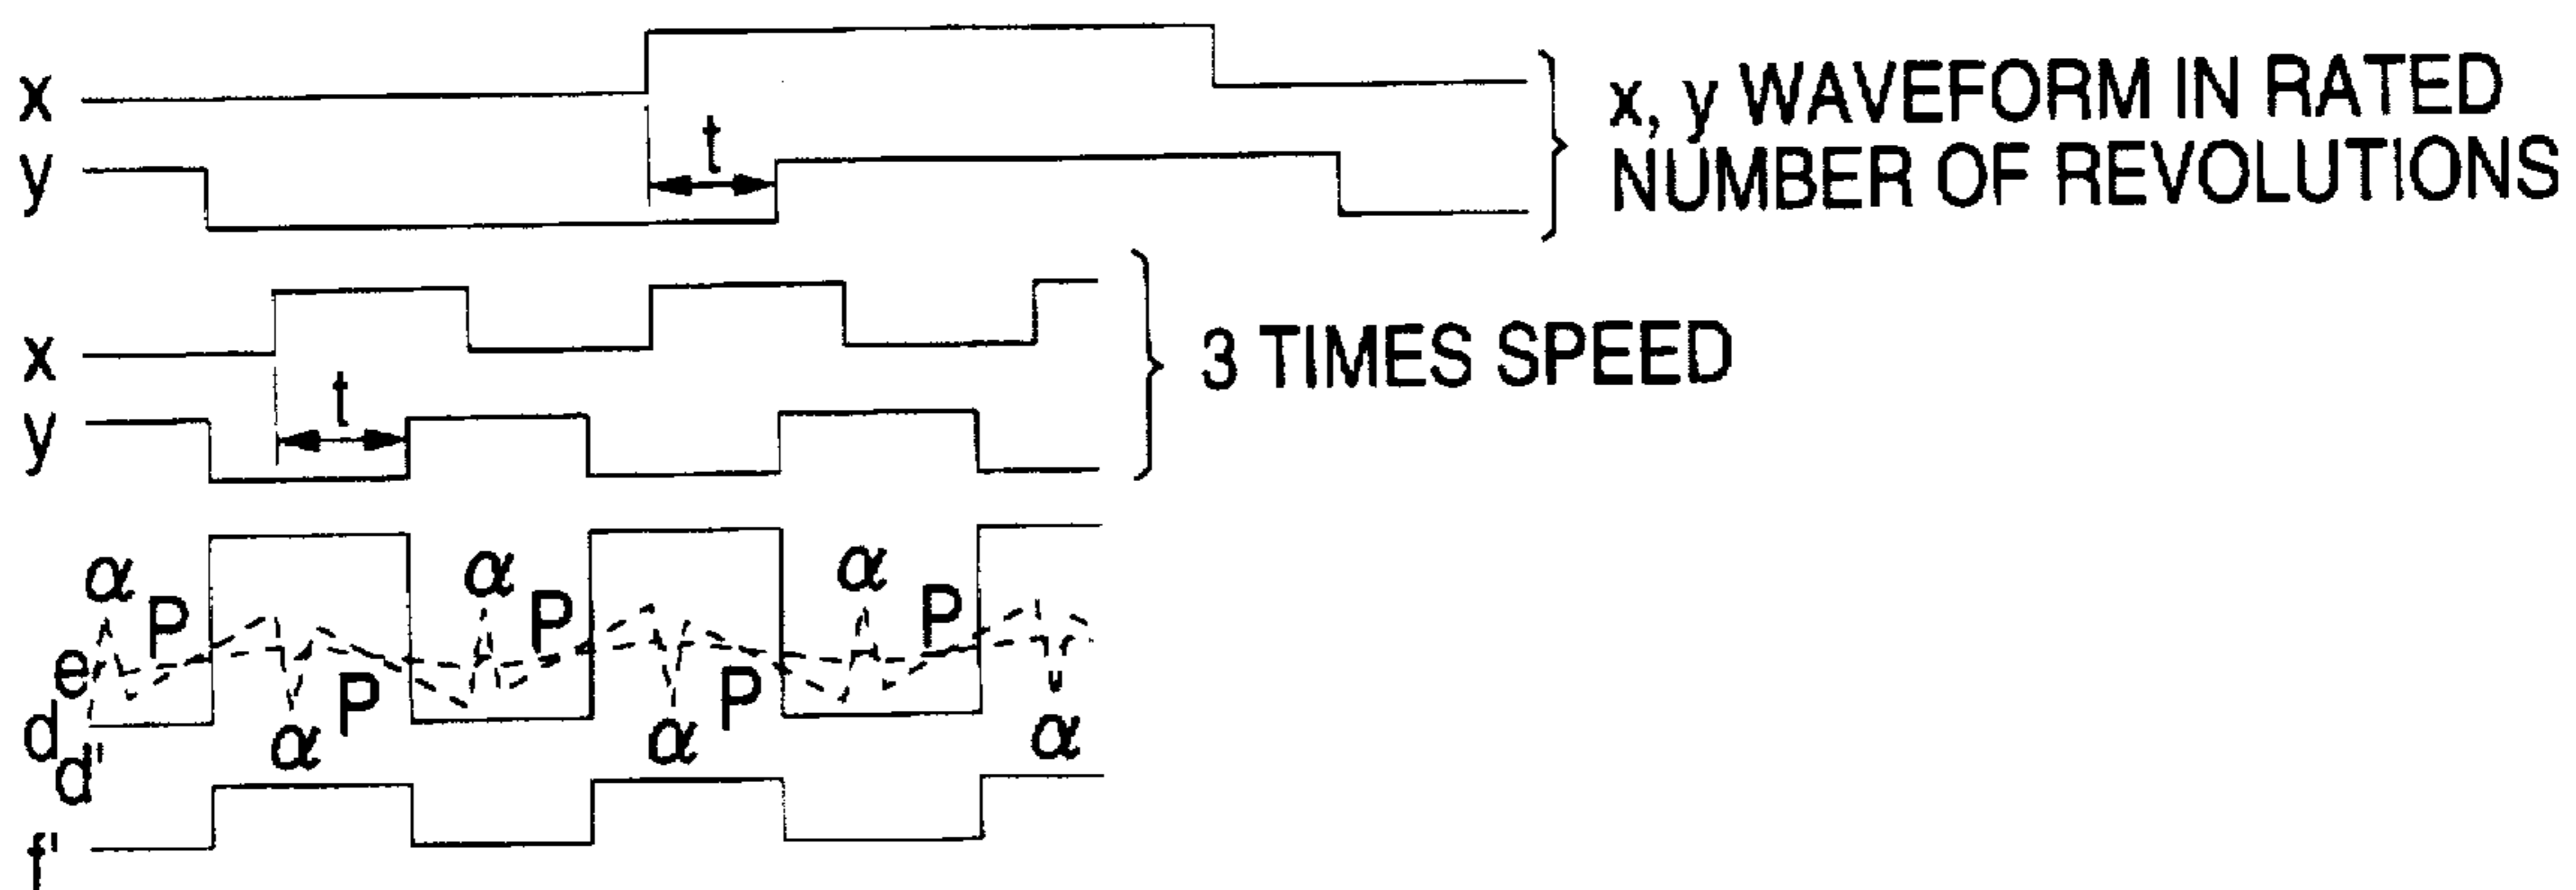 x
y
t
x, y WAVEFORM IN RATED
NUMBER OF REVOLUTIONS
x
y
t
3 TIMES SPEED
α P α P α P
e
d
d'
α P α P α
f'